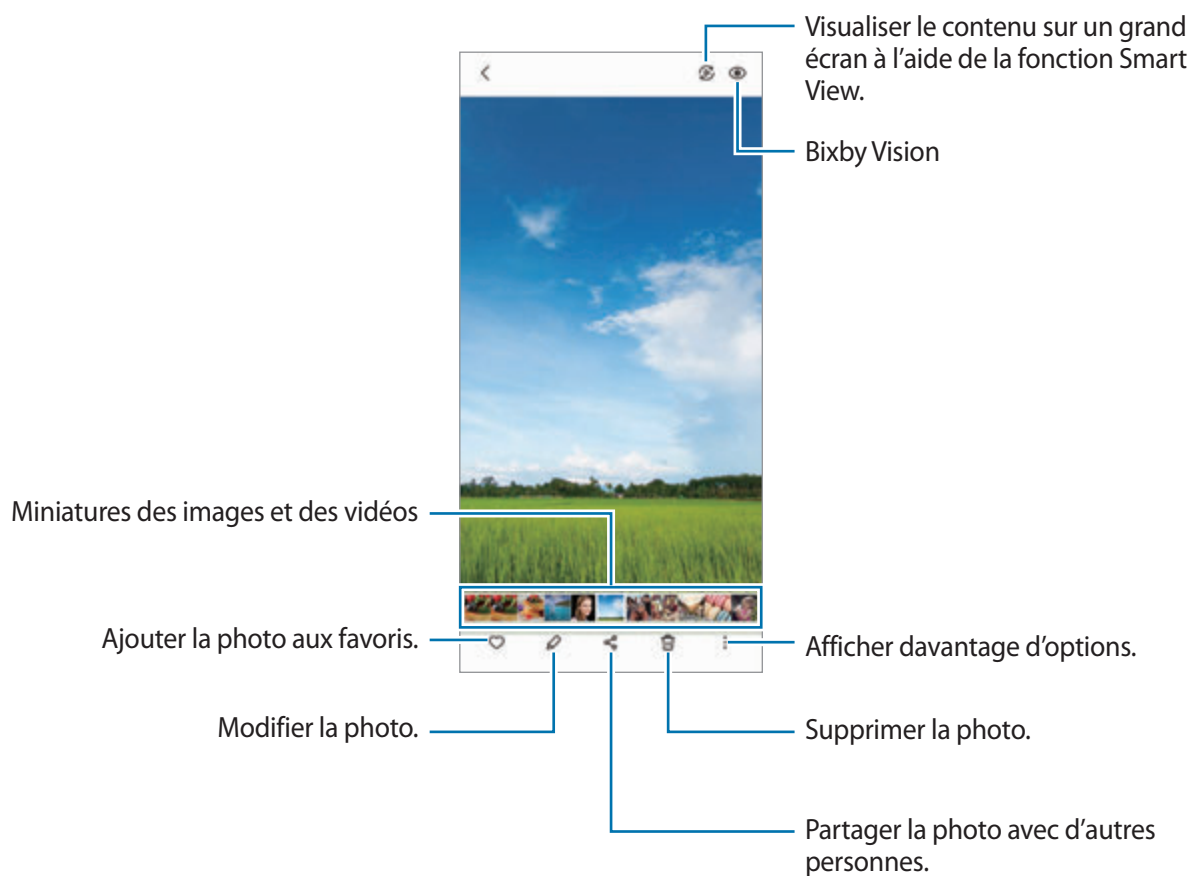 Visualiser le contenu sur un grand
écran à l'aide de la fonction Smart
View.
Bixby Vision
Miniatures des images et des vidéos
Ajouter la photo aux favoris.
Afficher davantage d'options.
Modifier la photo.
Supprimer la photo.
Partager la photo avec d'autres
personnes.